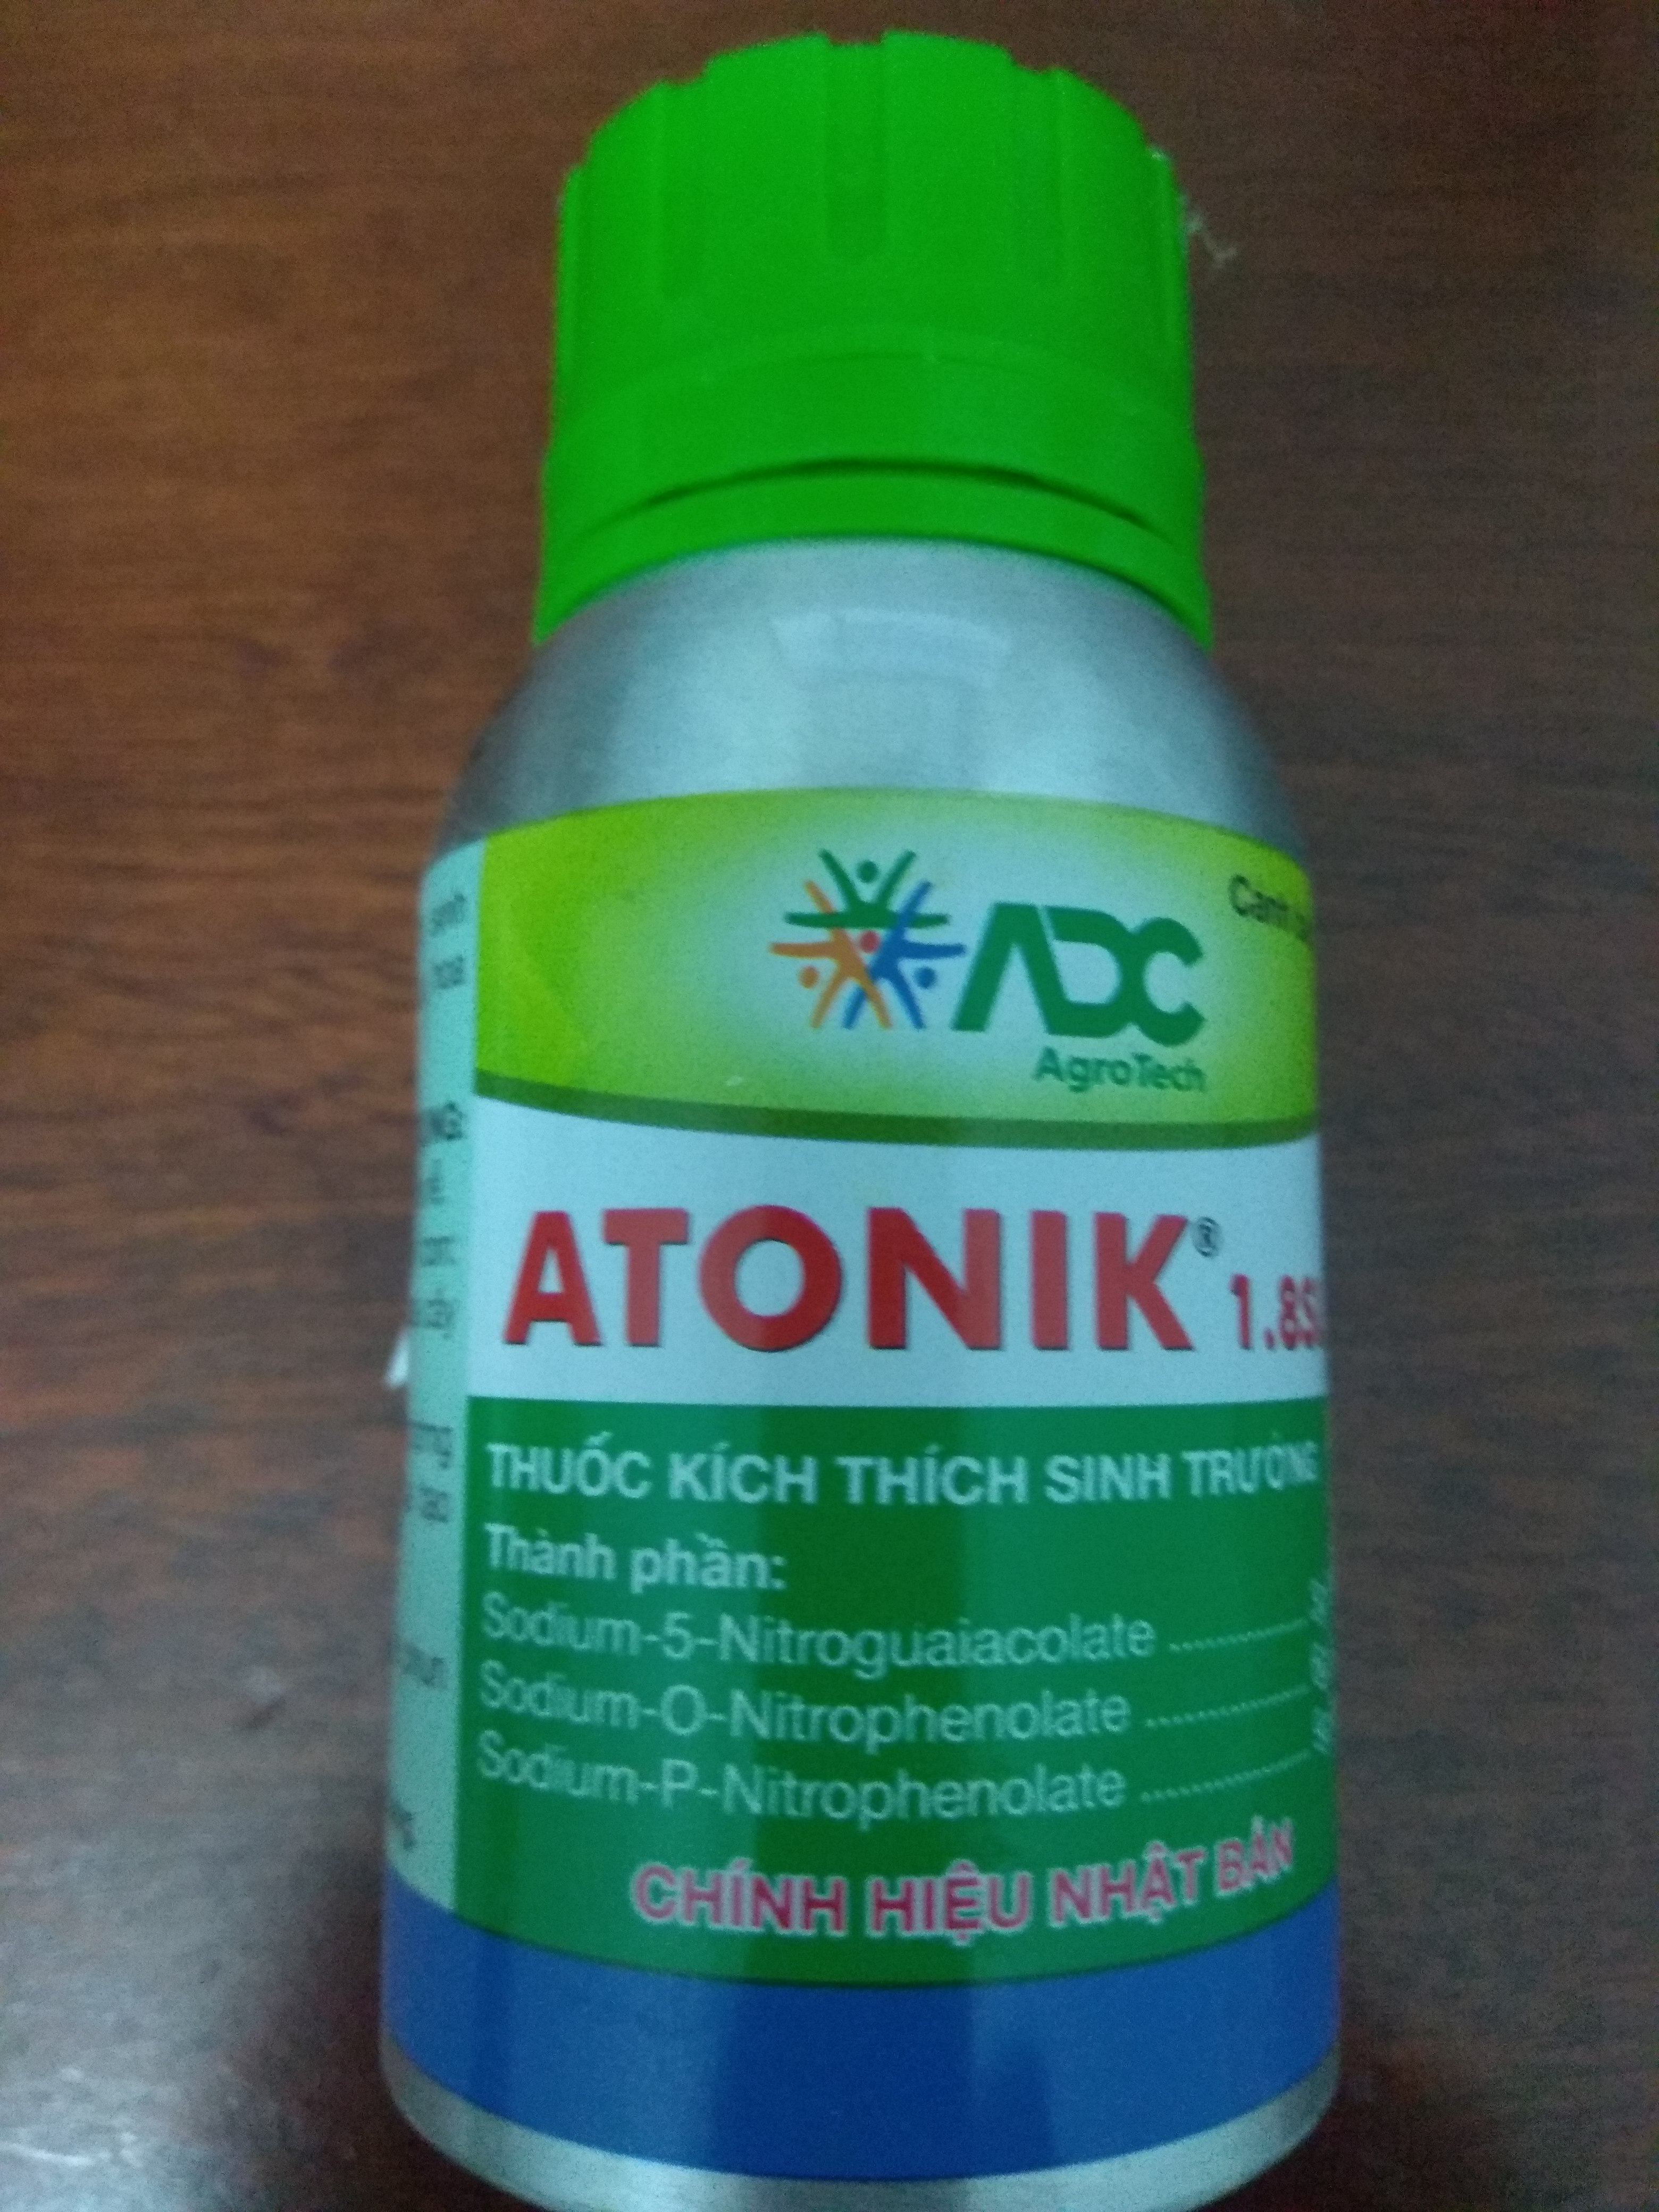 ADC
AgroTech
ATONIK®
THUỐC KÍCH THÍCH SINH TRƯỞNG
Thành phần:
Sodium-5-Nitroguaiacolate
Sodium-O-Nitrophenolate
Sodium-P-Nitrophenolate
CHÍNH HIỆU NHẬT BẢN